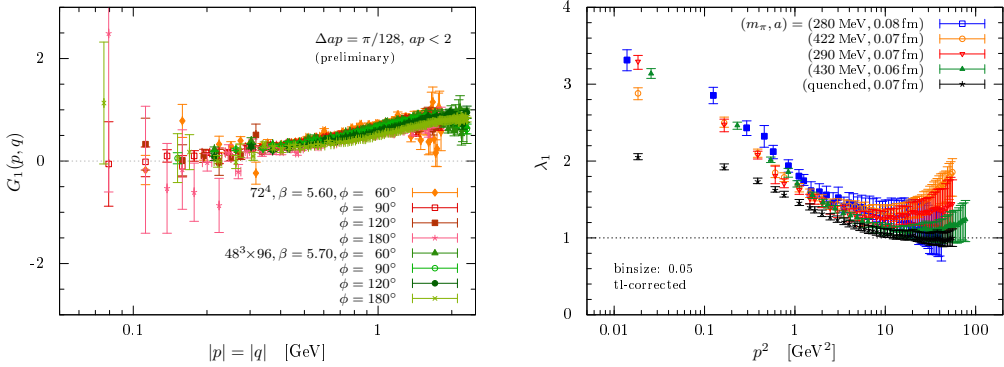 Δap = π/128, ap < 2
(preliminary)
2
0
-2
G₁(p, q)
72⁴, β = 5.60, φ = 60°
φ = 90°
φ = 120°
φ = 180°
48³×96, β = 5.70, φ = 60°
φ = 90°
φ = 120°
φ = 180°
0.1 1
|p| = |q| [GeV]
(mπ, a) = (280 MeV, 0.08 fm)
(422 MeV, 0.07 fm)
(290 MeV, 0.07 fm)
(430 MeV, 0.06 fm)
(quenched, 0.07 fm)
4
3
2
1
0
λ₁
binsize: 0.05
tl-corrected
0.01 0.1 1 10 100
p² [GeV²]